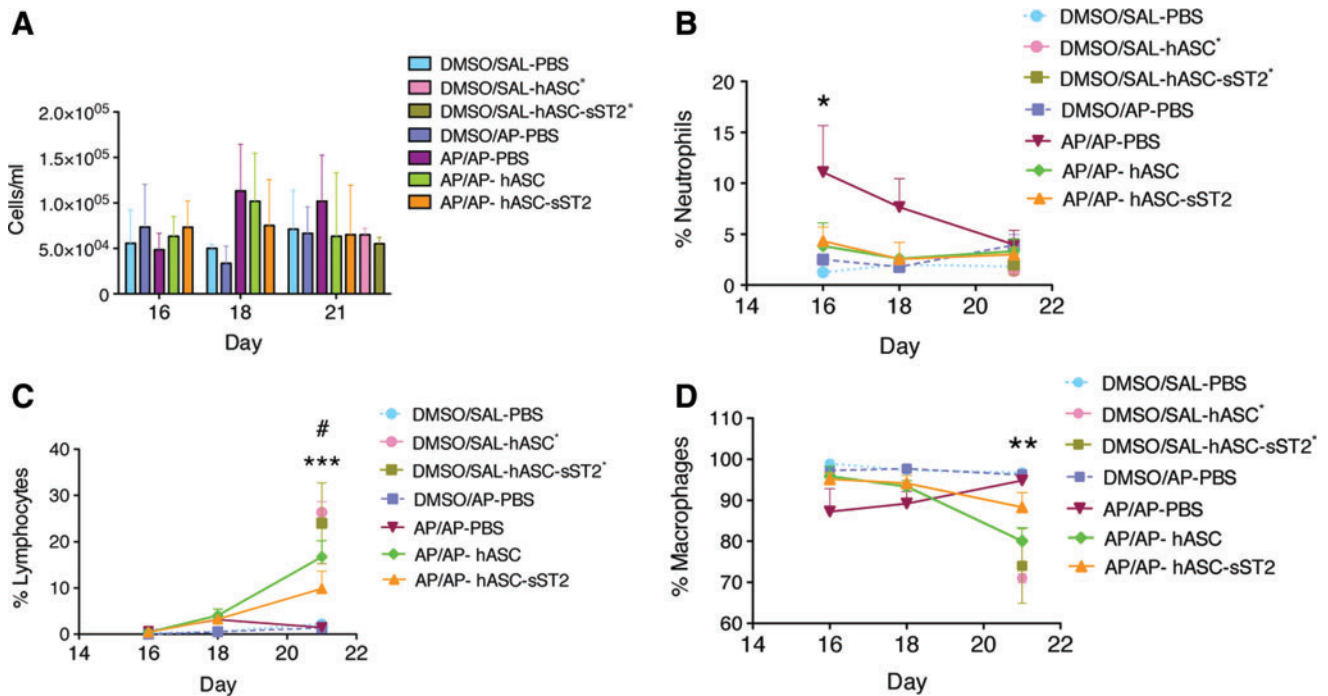 A
DMSO/SAL-PBS
DMSO/SAL-hASC*
DMSO/SAL-hASC-sST2*
DMSO/AP-PBS
AP/AP-PBS
AP/AP- hASC
AP/AP- hASC-sST2
Cells/ml
2.0×10⁰⁵
1.5×10⁰⁵
1.0×10⁰⁵
5.0×10⁰⁴
0
16 18 21
Day
B
DMSO/SAL-PBS
DMSO/SAL-hASC*
DMSO/SAL-hASC-sST2*
DMSO/AP-PBS
AP/AP-PBS
AP/AP- hASC
AP/AP- hASC-sST2
% Neutrophils
20
15
10
5
0
*
14 16 18 20 22
Day
C
DMSO/SAL-PBS
DMSO/SAL-hASC*
DMSO/SAL-hASC-sST2*
DMSO/AP-PBS
AP/AP-PBS
AP/AP- hASC
AP/AP- hASC-sST2
% Lymphocytes
#
***
40
30
20
10
0
14 16 18 20 22
Day
D
DMSO/SAL-PBS
DMSO/SAL-hASC*
DMSO/SAL-hASC-sST2*
DMSO/AP-PBS
AP/AP-PBS
AP/AP- hASC
AP/AP- hASC-sST2
% Macrophages
**
110
100
90
80
70
60
14 16 18 20 22
Day